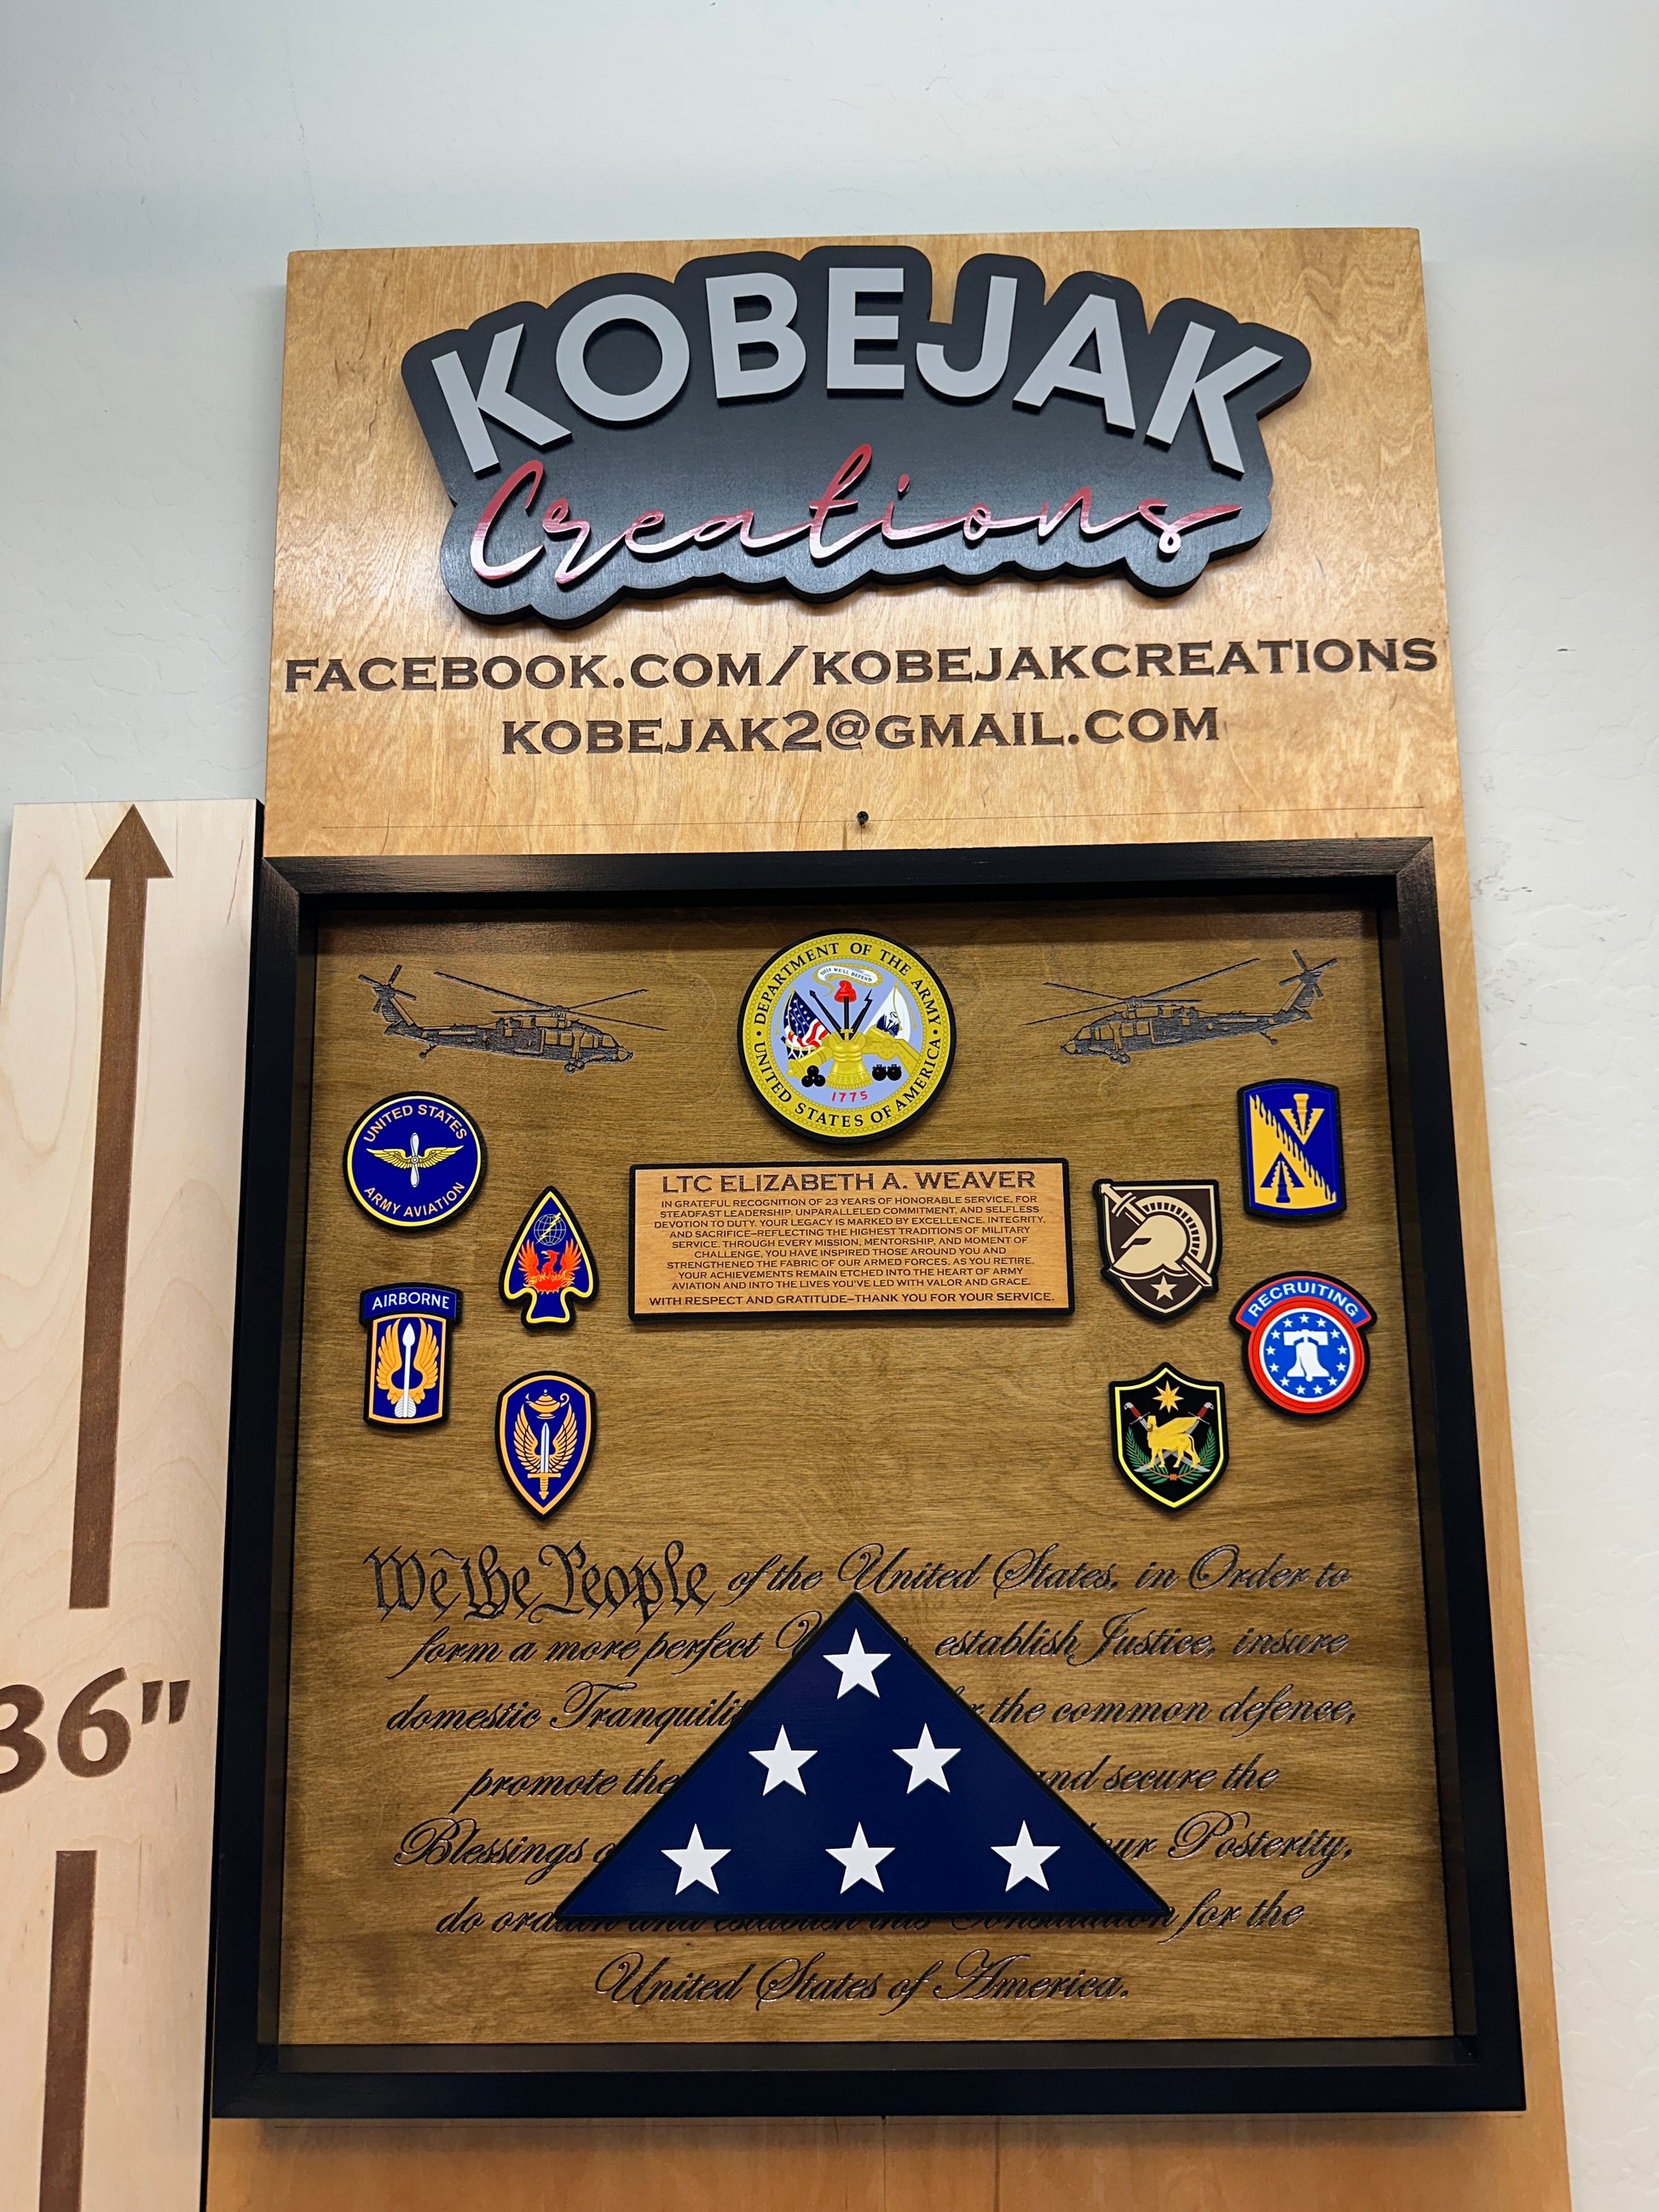 KOBEJAK
Creations
FACEBOOK.COM/KOBEJAKCREATIONS
KOBEJAK2@GMAIL.COM
DEPARTMENT OF THE ARMY
THIS WE'LL DEFEND
1775
UNITED STATES OF AMERICA
UNITED STATES
ARMY AVIATION
LTC ELIZABETH A. WEAVER
IN GRATEFUL RECOGNITION OF 23 YEARS OF HONORABLE SERVICE, FOR
STEADFAST LEADERSHIP, UNPARALLELED COMMITMENT, AND SELFLESS
DEVOTION TO DUTY. YOUR LEGACY IS MARKED BY EXCELLENCE, INTEGRITY,
AND SACRIFICE—REFLECTING THE HIGHEST TRADITIONS OF MILITARY
SERVICE. THROUGH EVERY MISSION, MENTORSHIP, AND MOMENT OF
CHALLENGE, YOU HAVE INSPIRED THOSE AROUND YOU AND
STRENGTHENED THE FABRIC OF OUR ARMED FORCES. AS YOU RETIRE,
YOUR ACHIEVEMENTS REMAIN ETCHED INTO THE HEART OF ARMY
AVIATION AND INTO THE LIVES YOU'VE LED WITH VALOR AND GRACE.
WITH RESPECT AND GRATITUDE—THANK YOU FOR YOUR SERVICE.
AIRBORNE
RECRUITING
We the People of the United States, in Order to
form a more perfect establish Justice, insure
domestic the common defence,
promote the and secure the
Blessings Posterity,
do for the
United States of America.
36"